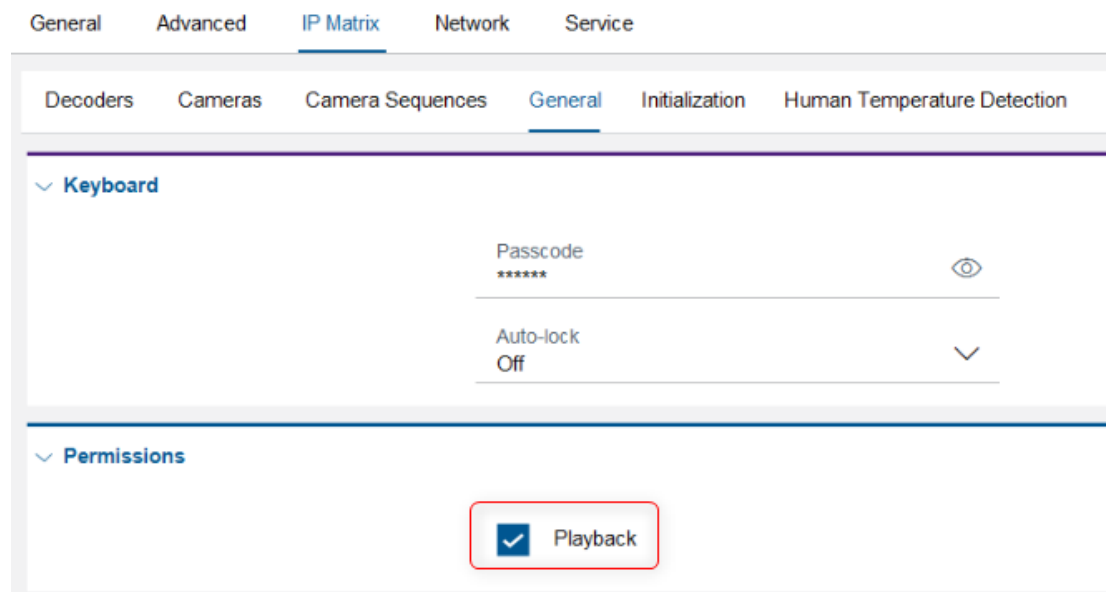 General Advanced IP Matrix Network Service
Decoders Cameras Camera Sequences General Initialization Human Temperature Detection
Keyboard
Passcode
******
Auto-lock
Off
Permissions
Playback